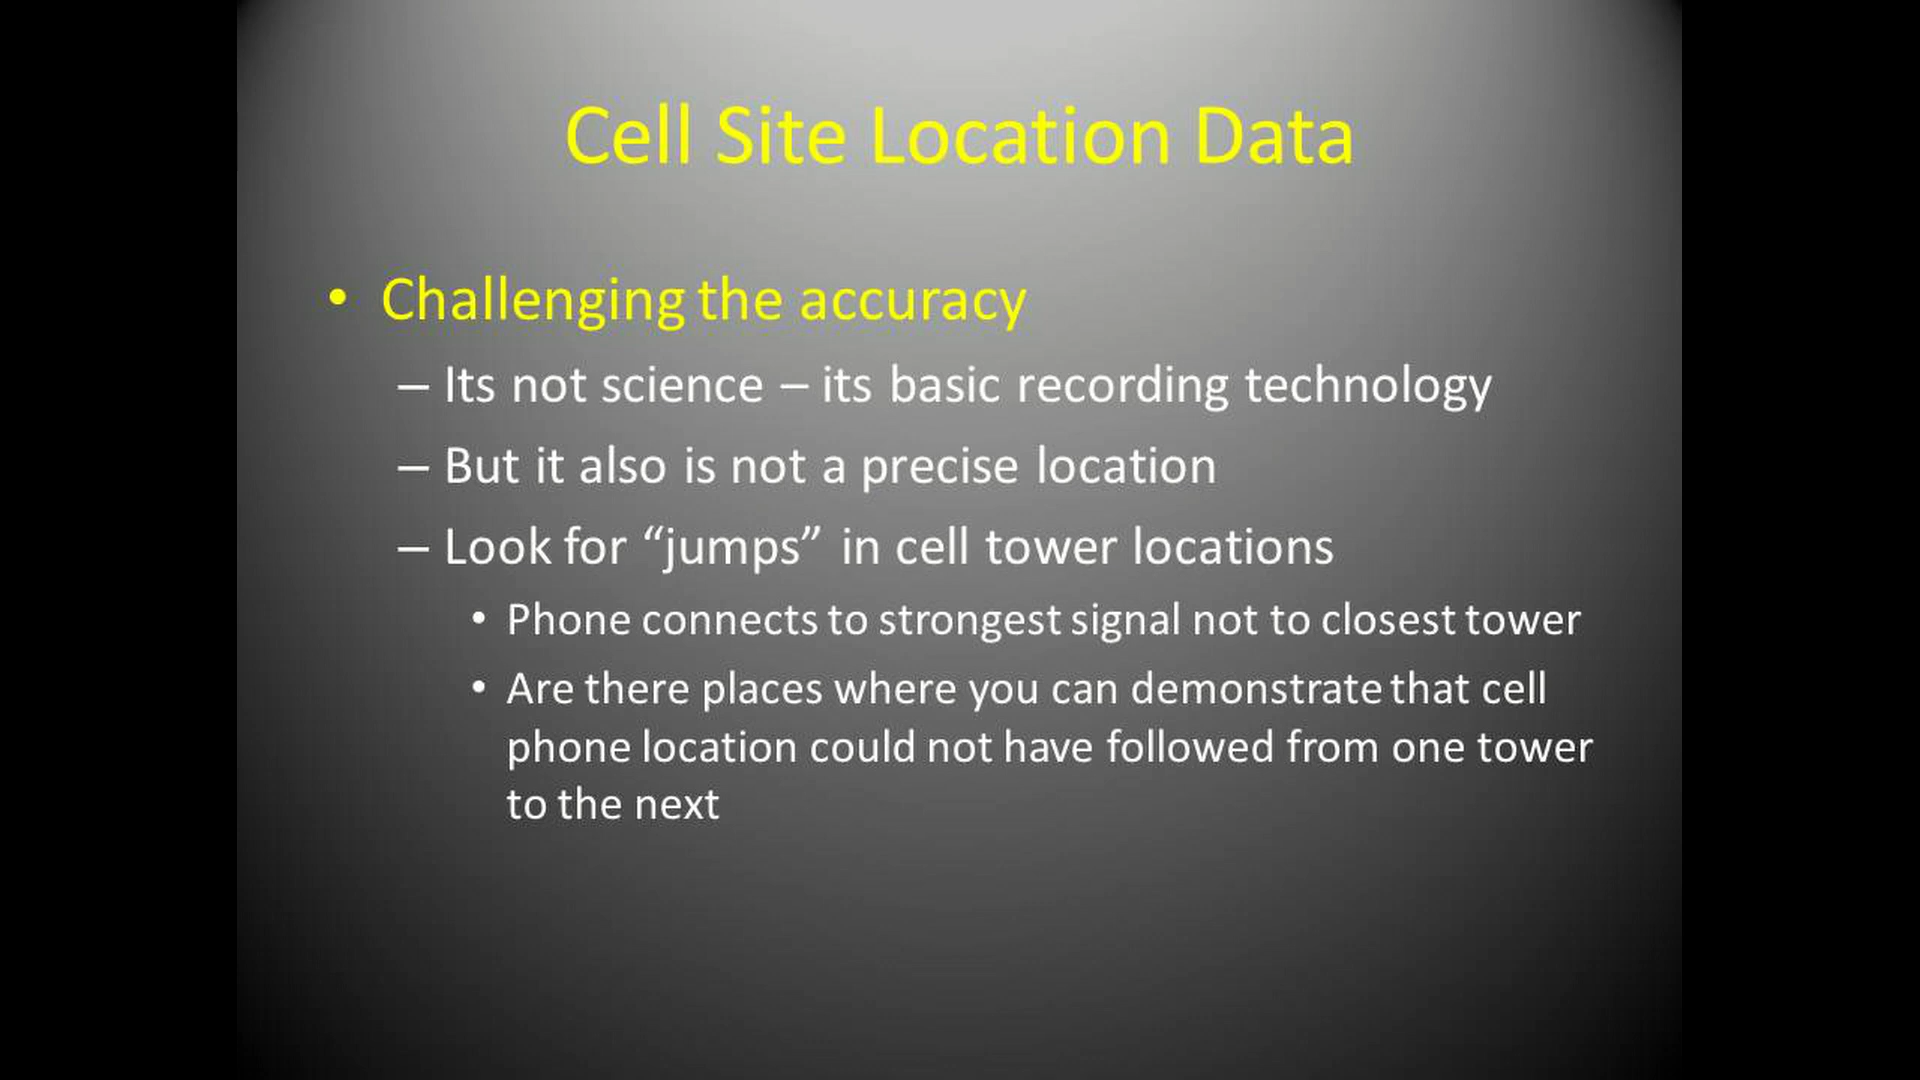 Cell Site Location Data
• Challenging the accuracy
– Its not science – its basic recording technology
– But it also is not a precise location
– Look for “jumps” in cell tower locations
• Phone connects to strongest signal not to closest tower
• Are there places where you can demonstrate that cell
phone location could not have followed from one tower
to the next